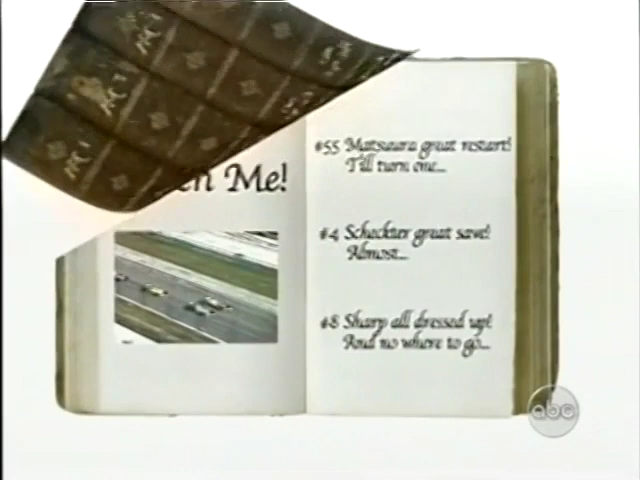 en Me!
#55 Matsuura great restart!
Till turn one...
#4 Scheckter great save!
Almost...
#8 Sharp all dressed up!
And no where to go...
abc